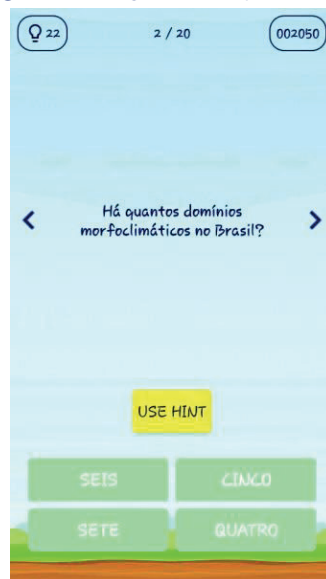 22
2 / 20
002050
Há quantos domínios
morfoclimáticos no Brasil?
USE HINT
SEIS
CINCO
SETE
QUATRO